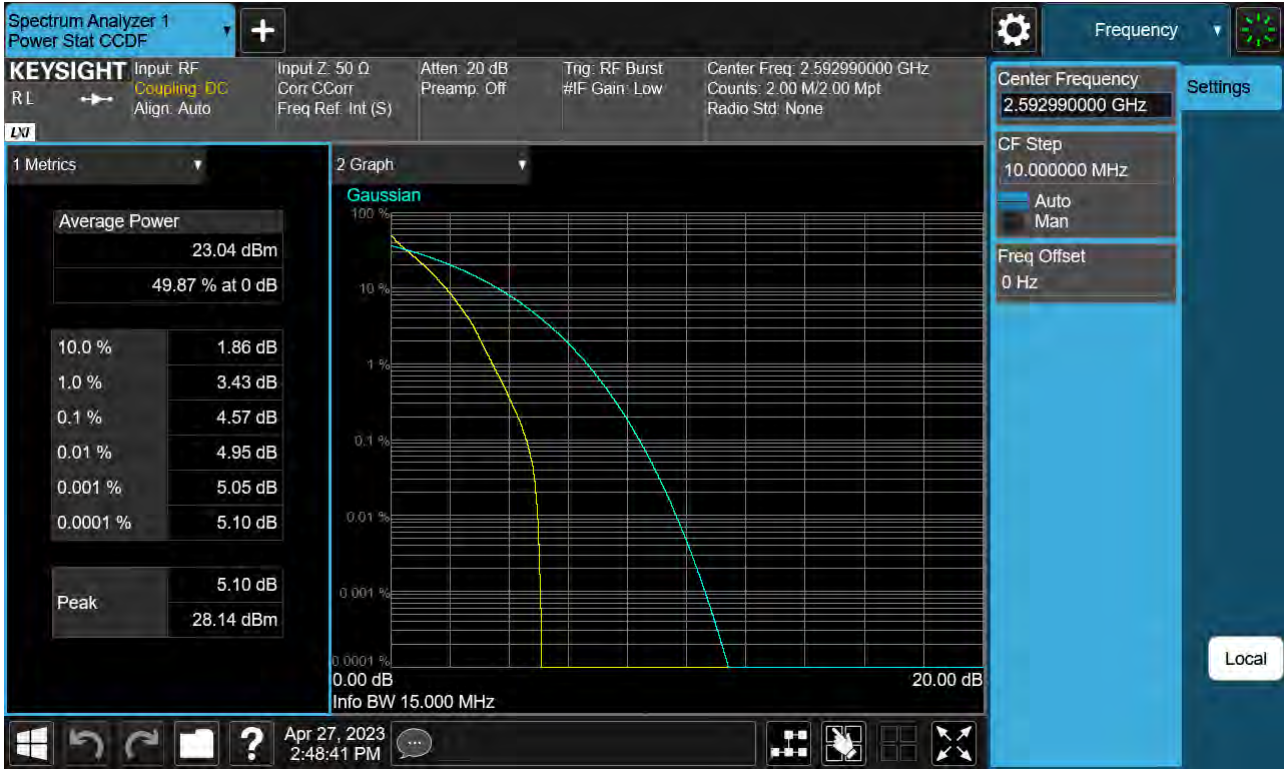 Spectrum Analyzer 1
Power Stat CCDF
Frequency
KEYSIGHT
R L
LXI
Input: RF
Coupling: DC
Align: Auto
Input Z: 50 Ω
Corr CCorr
Freq Ref: Int (S)
Atten: 20 dB
Preamp: Off
Trig: RF Burst
#IF Gain: Low
Center Freq: 2.592990000 GHz
Counts: 2.00 M/2.00 Mpt
Radio Std: None
Center Frequency
2.592990000 GHz
Settings
CF Step
10.000000 MHz
Auto
Man
Freq Offset
0 Hz
Local
1 Metrics
Average Power
23.04 dBm
49.87 % at 0 dB
10.0 % 1.86 dB
1.0 % 3.43 dB
0.1 % 4.57 dB
0.01 % 4.95 dB
0.001 % 5.05 dB
0.0001 % 5.10 dB
Peak
5.10 dB
28.14 dBm
2 Graph
Gaussian
100 %
10 %
1 %
0.1 %
0.01 %
0.001 %
0.0001 %
0.00 dB 20.00 dB
Info BW 15.000 MHz
?
Apr 27, 2023
2:48:41 PM